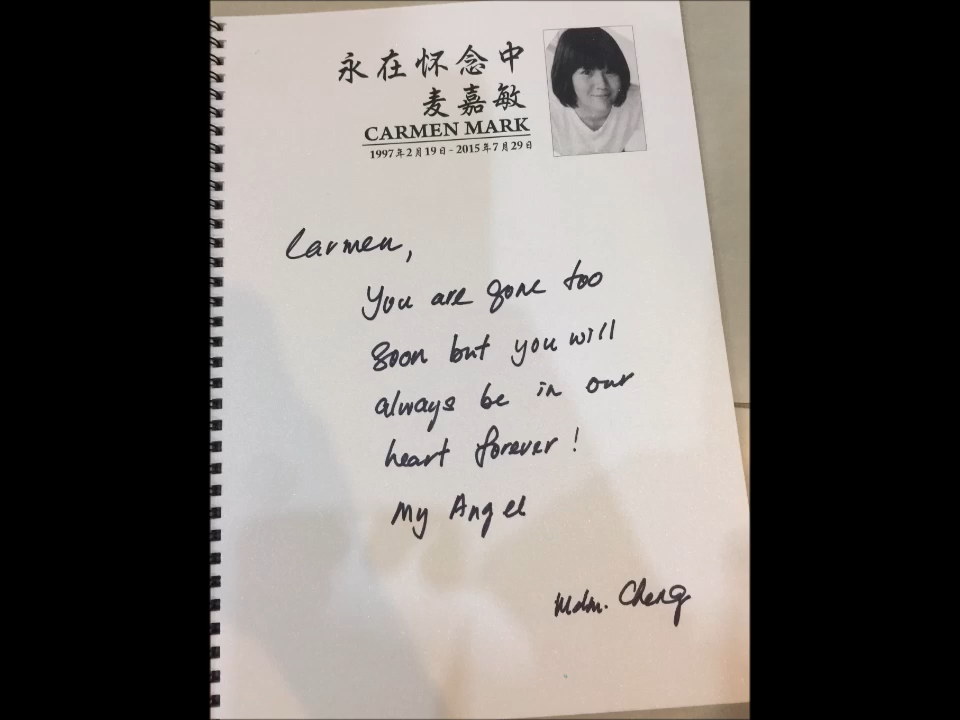 永在怀念中
麦嘉敏
CARMEN MARK
1997年2月19日 - 2015年7月29日
Carmen,
You are gone too
soon but you will
always be in our
heart forever!
My Angel
Mdm. Cheng